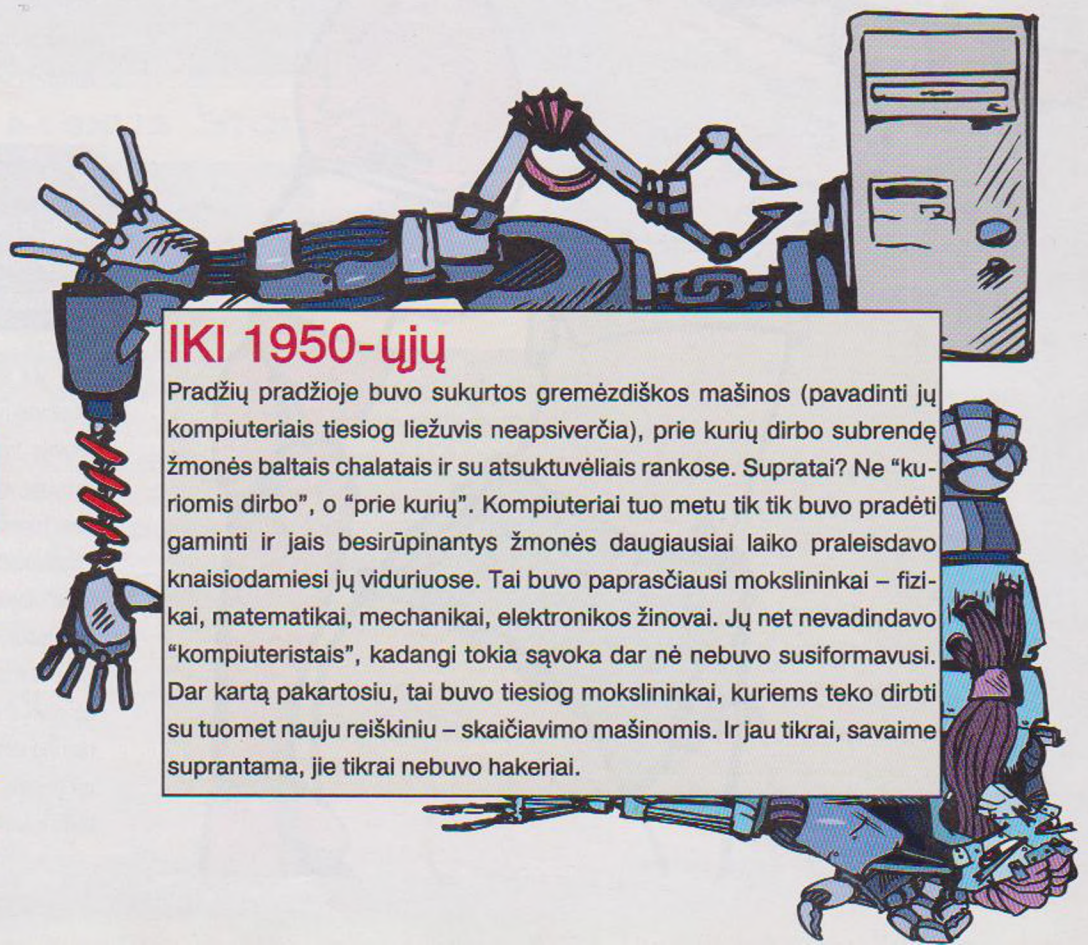 IKI 1950-ųjų
Pradžių pradžioje buvo sukurtos gremėzdiškos mašinos (pavadinti jų
kompiuteriais tiesiog liežuvis neapsiverčia), prie kurių dirbo subrendę
žmonės baltais chalatais ir su atsuktuvėliais rankose. Supratai? Ne “ku-
riomis dirbo”, o “prie kurių”. Kompiuteriai tuo metu tik tik buvo pradėti
gaminti ir jais besirūpinantys žmonės daugiausiai laiko praleisdavo
knaisiodamiesi jų viduriuose. Tai buvo paprasčiausi mokslininkai – fizi-
kai, matematikai, mechanikai, elektronikos žinovai. Jų net nevadindavo
“kompiuteristais”, kadangi tokia sąvoka dar nė nebuvo susiformavusi.
Dar kartą pakartosiu, tai buvo tiesiog mokslininkai, kuriems teko dirbti
su tuomet nauju reiškiniu – skaičiavimo mašinomis. Ir jau tikrai, savaime
suprantama, jie tikrai nebuvo hakeriai.